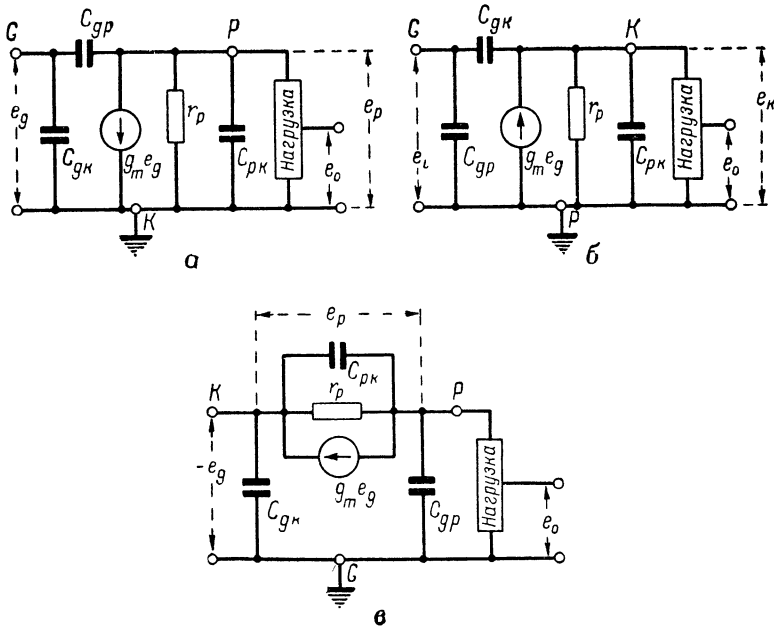 G
C_gp
P
e_g
C_gк
g_m e_g
r_p
C_pк
Нагрузка
e_o
e_p
K
а
G
C_gк
K
e_i
C_gp
g_m e_g
r_p
C_pк
Нагрузка
e_o
e_к
P
б
e_p
C_pк
K
r_p
P
-e_g
C_gк
g_m e_g
C_gp
Нагрузка
e_o
G
в